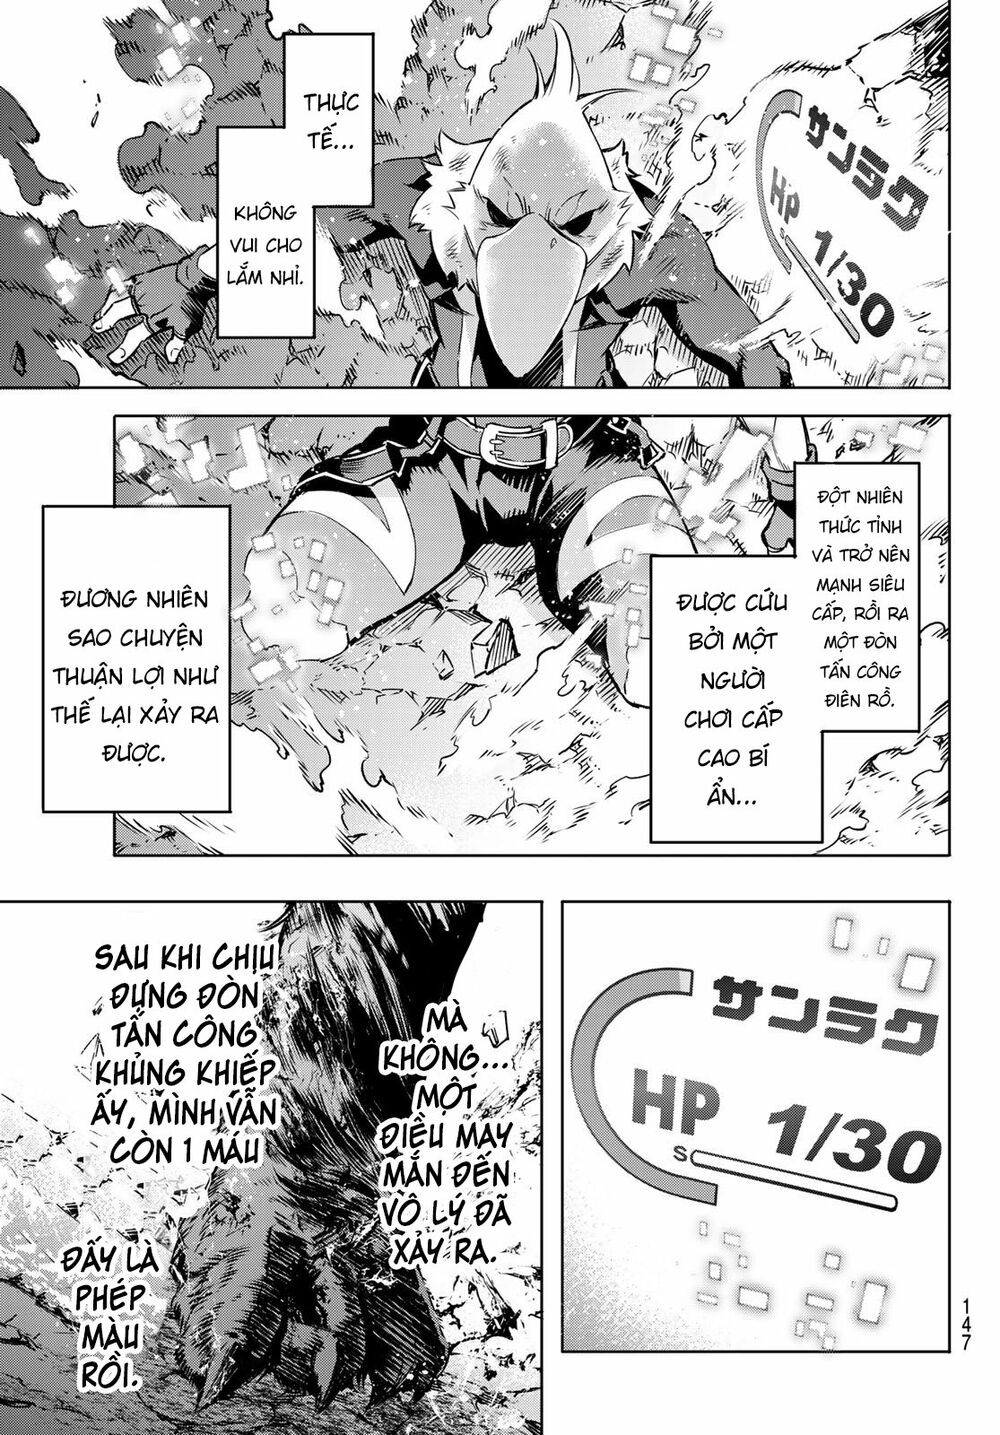 サンラク
HP 1/30
THỰC
TẾ...
KHÔNG
VUI CHO
LẮM NHỈ.
ĐỘT NHIÊN
THỨC TỈNH
VÀ TRỞ NÊN
MẠNH SIÊU
CẤP, RỒI RA
MỘT ĐÒN
TẤN CÔNG
ĐIÊN RỒ.
ĐƯỢC CỨU
BỞI MỘT
NGƯỜI
CHƠI CẤP
CAO BÍ
ẨN...
ĐƯƠNG NHIÊN
SAO CHUYỆN
THUẬN LỢI NHƯ
THẾ LẠI XẢY RA
ĐƯỢC.
サンラク
HP 1/30
S
MÀ
KHÔNG...
MỘT
ĐIỀU MAY
MẮN ĐẾN
VÔ LÝ ĐÃ
XẢY RA.
SAU KHI CHỊU
ĐỰNG ĐÒN
TẤN CÔNG
KHỦNG KHIẾP
ẤY, MÌNH VẪN
CÒN 1 MÁU
ĐẤY LÀ
PHÉP
MÀU
RỒI.
147